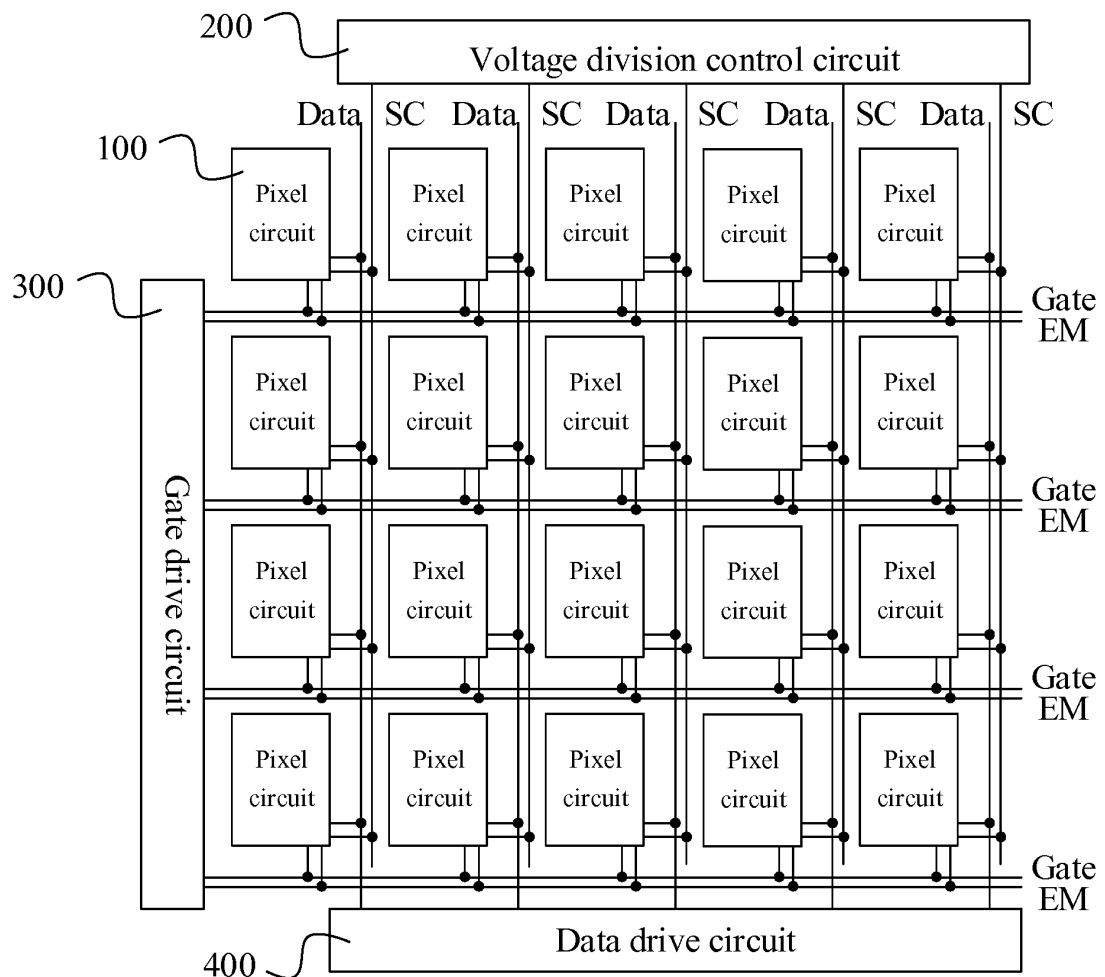 200
Voltage division control circuit
Data SC Data SC Data SC Data SC Data SC
100
Pixel Pixel Pixel Pixel Pixel
circuit circuit circuit circuit circuit
300
Gate
EM
Pixel Pixel Pixel Pixel Pixel
circuit circuit circuit circuit circuit
Gate
EM
Gate drive circuit
Pixel Pixel Pixel Pixel Pixel
circuit circuit circuit circuit circuit
Gate
EM
Pixel Pixel Pixel Pixel Pixel
circuit circuit circuit circuit circuit
Gate
EM
Data drive circuit
400